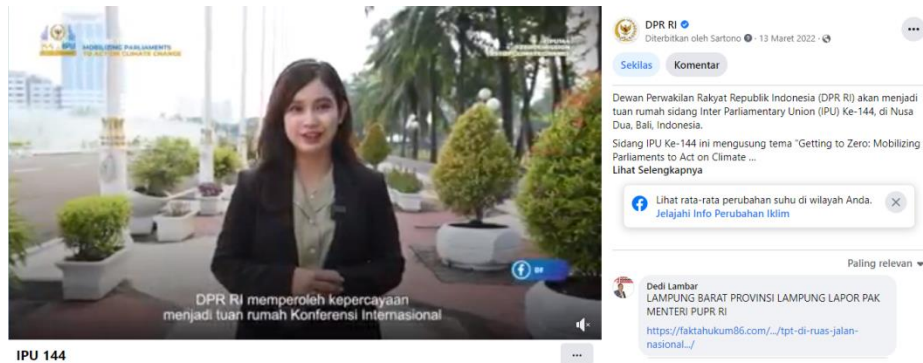 IPU
MOBILIZING PARLIAMENTS
TO ACT ON CLIMATE CHANGE
DPR RI memperoleh kepercayaan
menjadi tuan rumah Konferensi Internasional
IPU 144
DPR RI
Diterbitkan oleh Sartono · 13 Maret 2022 ·
Sekilas
Komentar
Dewan Perwakilan Rakyat Republik Indonesia (DPR RI) akan menjadi
tuan rumah sidang Inter Parliamentary Union (IPU) Ke-144, di Nusa
Dua, Bali, Indonesia.
Sidang IPU Ke-144 ini mengusung tema "Getting to Zero: Mobilizing
Parliaments to Act on Climate ...
Lihat Selengkapnya
Lihat rata-rata perubahan suhu di wilayah Anda.
Jelajahi Info Perubahan Iklim
Paling relevan
Dedi Lambar
LAMPUNG BARAT PROVINSI LAMPUNG LAPOR PAK
MENTERI PUPR RI
https://faktahukum86.com/.../tpt-di-ruas-jalan-
nasional.../